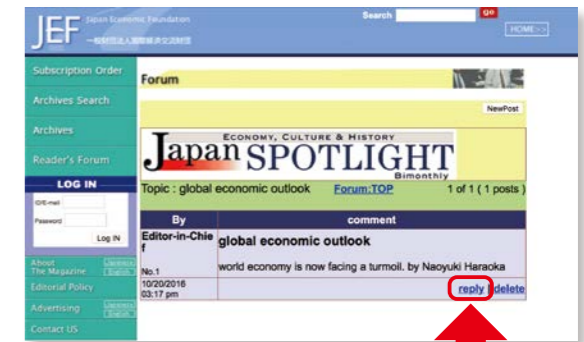 JEF Japan Economic Foundation
一般財団法人国際経済交流財団
Search go
HOME>>
Subscription Order
Archives Search
Archives
Reader's Forum
LOG IN
ID/E-mail
Password
Log IN
About
The Magazine
Japanese
English
Editorial Policy
Advertising
Japanese
English
Contact US
Forum
NewPost
ECONOMY, CULTURE & HISTORY
Japan SPOTLIGHT
Bimonthly
Topic : global economic outlook Forum:TOP 1 of 1 ( 1 posts )
By comment
Editor-in-Chie
f
No.1
global economic outlook
world economy is now facing a turmoil. by Naoyuki Haraoka
10/20/2016
03:17 pm
reply | delete